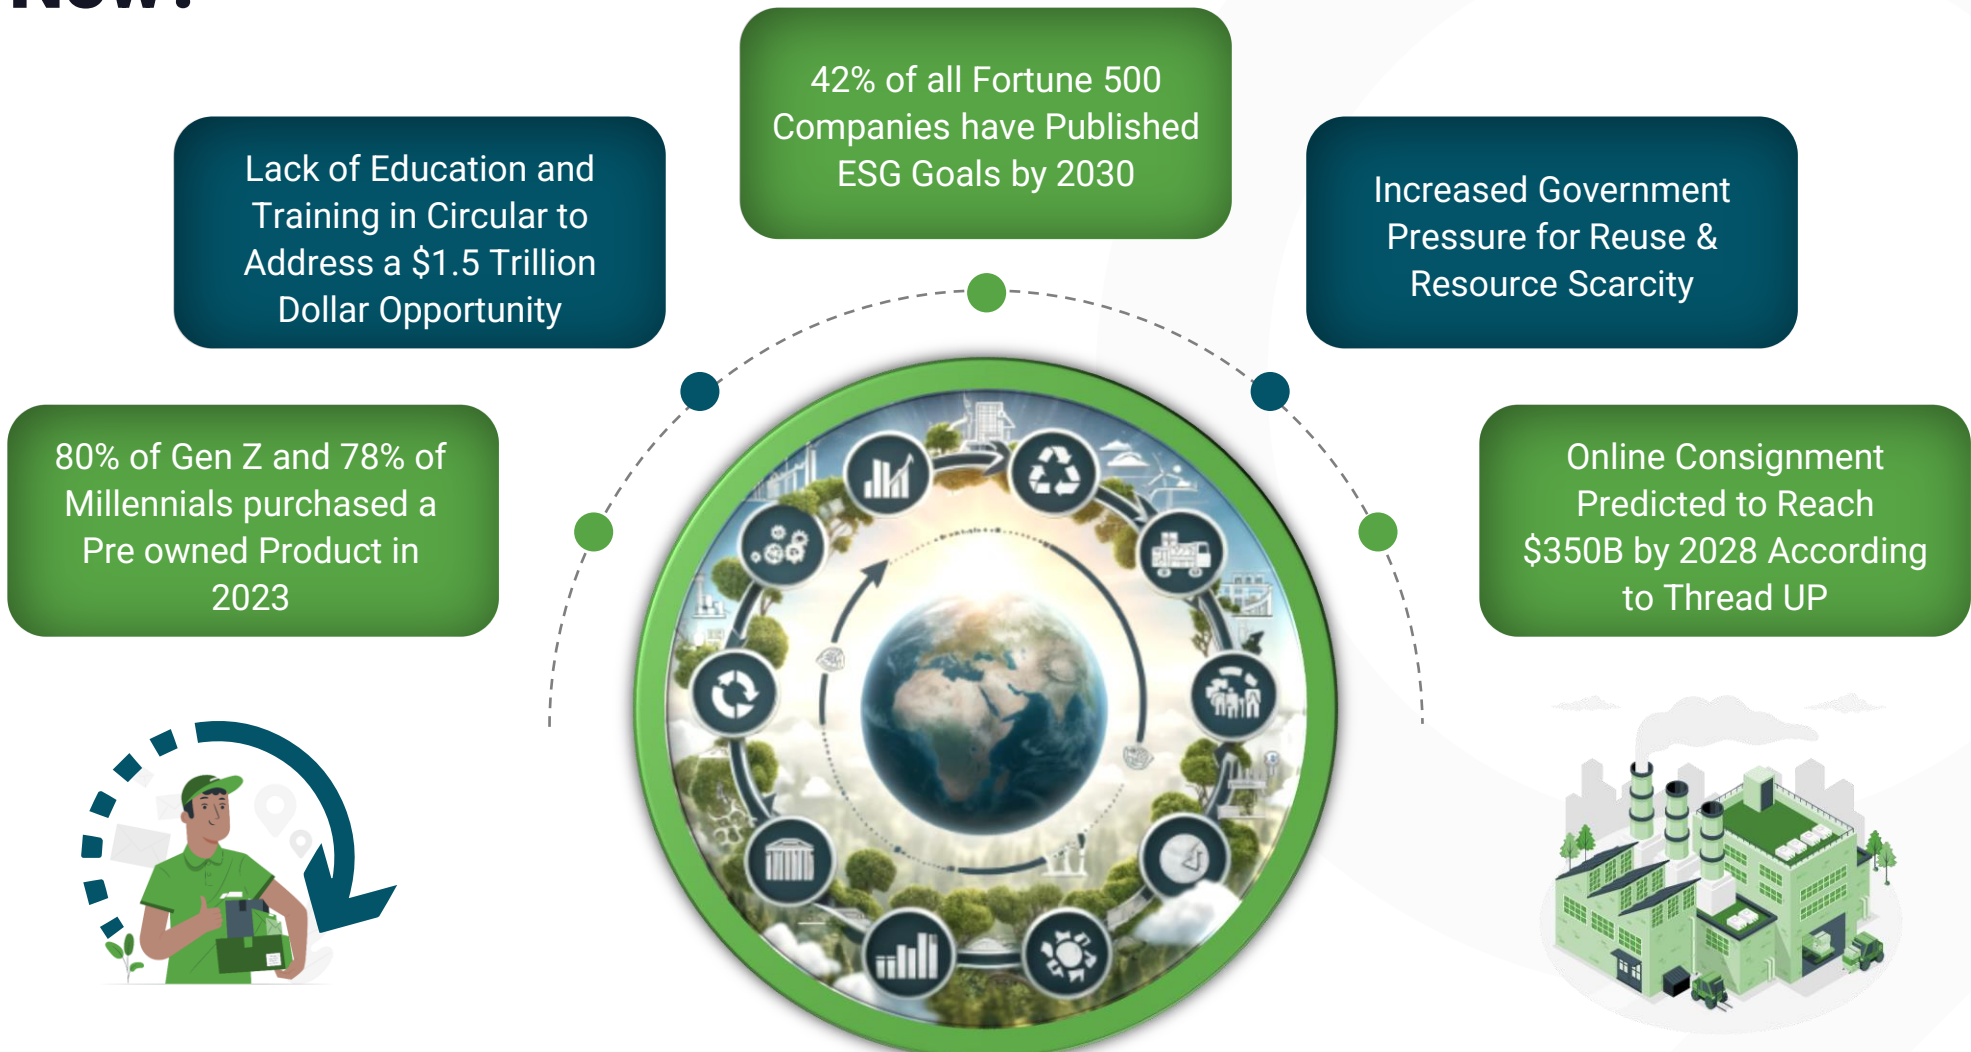 42% of all Fortune 500
Companies have Published
ESG Goals by 2030
Lack of Education and
Training in Circular to
Address a $1.5 Trillion
Dollar Opportunity
Increased Government
Pressure for Reuse &
Resource Scarcity
80% of Gen Z and 78% of
Millennials purchased a
Pre owned Product in
2023
Online Consignment
Predicted to Reach
$350B by 2028 According
to Thread UP